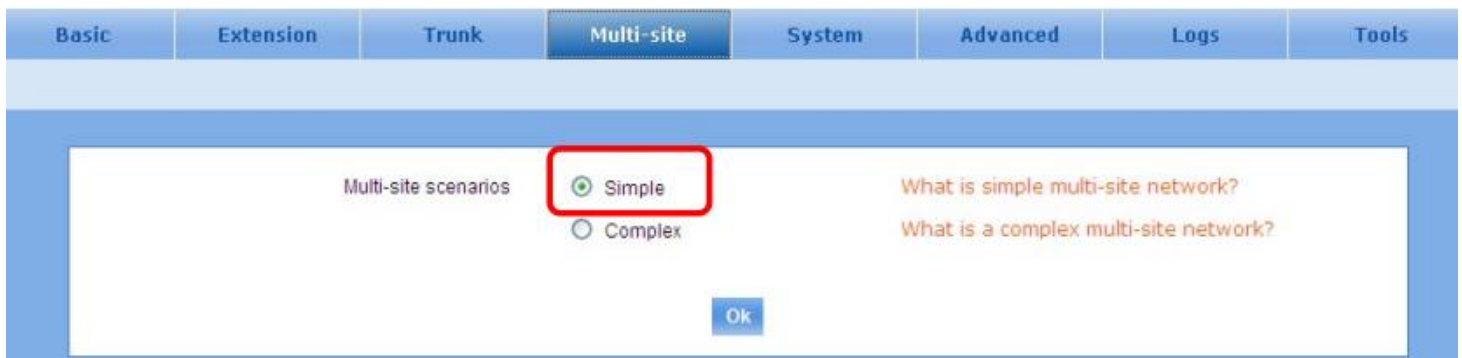 Basic Extension Trunk Multi-site System Advanced Logs Tools
Multi-site scenarios Simple What is simple multi-site network?
Complex What is a complex multi-site network?
Ok